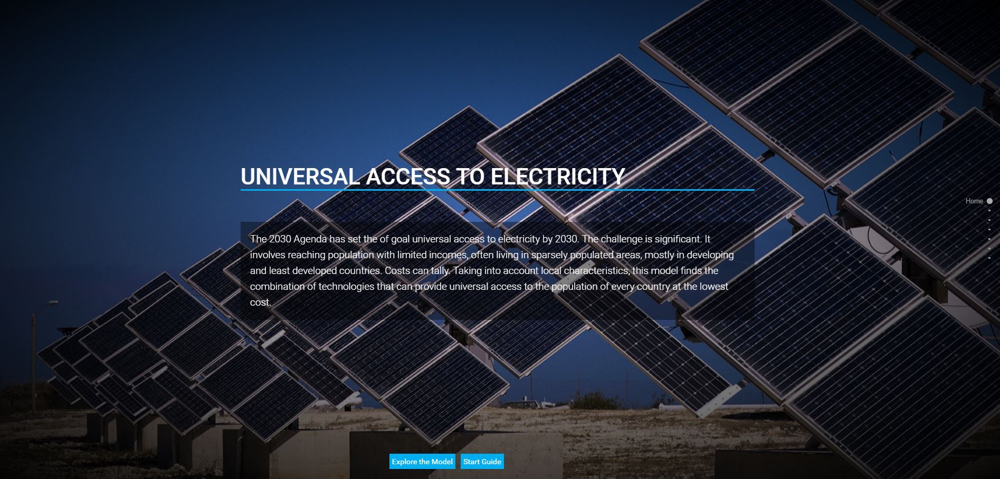 UNIVERSAL ACCESS TO ELECTRICITY
The 2030 Agenda has set the of goal universal access to electricity by 2030. The challenge is significant. It
involves reaching population with limited incomes, often living in sparsely populated areas, mostly in developing
and least developed countries. Costs can tally. Taking into account local characteristics, this model finds the
combination of technologies that can provide universal access to the population of every country at the lowest
cost.
Home
Explore the Model
Start Guide